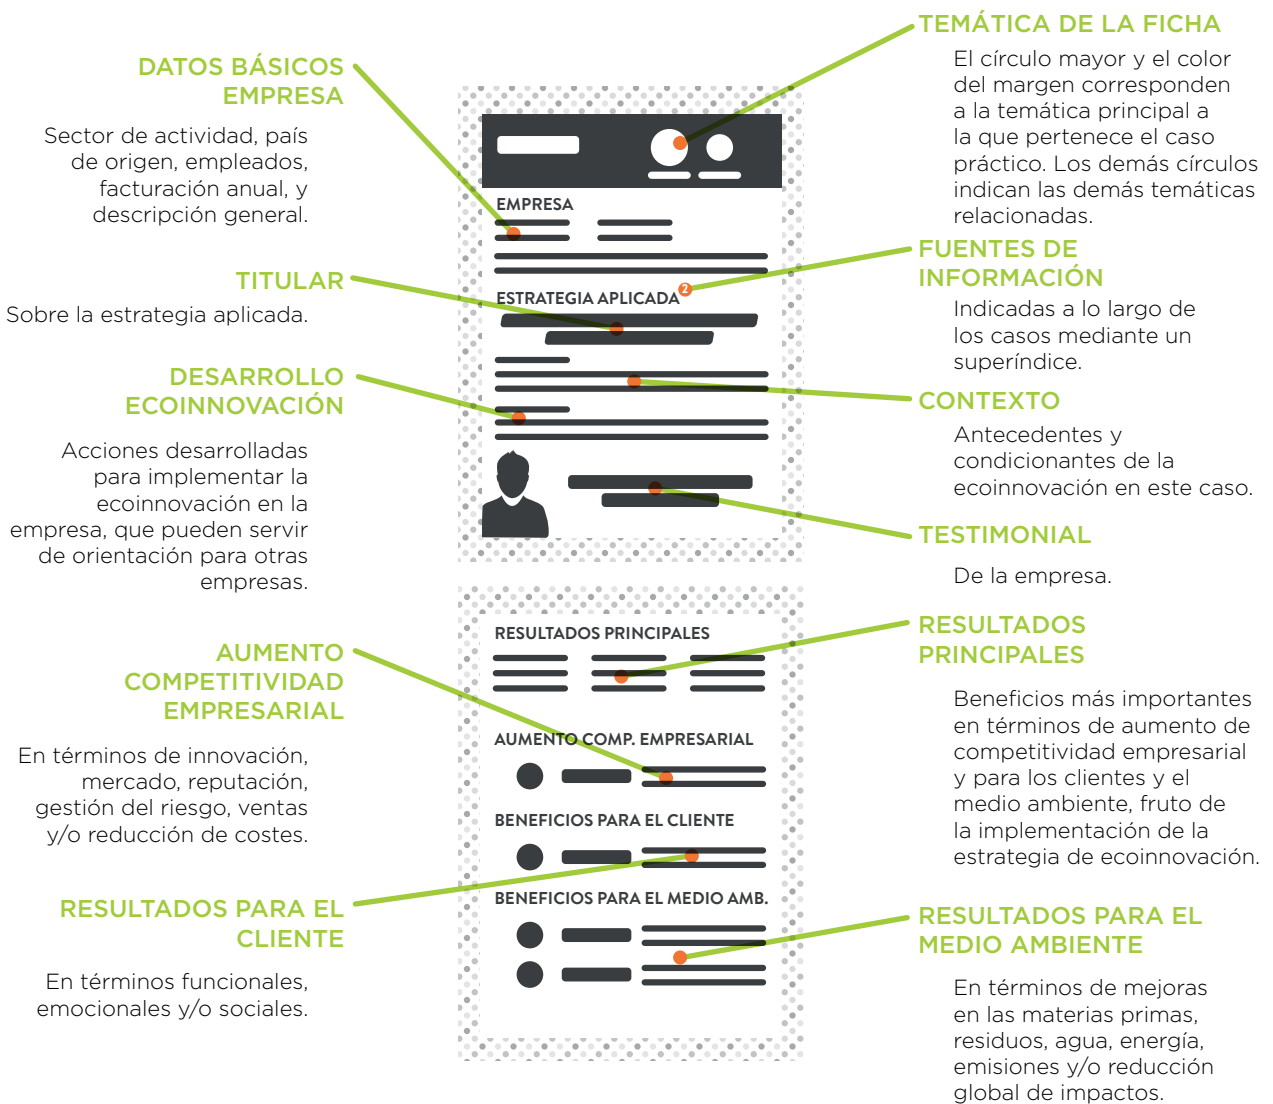 DATOS BÁSICOS
EMPRESA
Sector de actividad, país
de origen, empleados,
facturación anual, y
descripción general.
TITULAR
Sobre la estrategia aplicada.
DESARROLLO
ECOINNOVACIÓN
Acciones desarrolladas
para implementar la
ecoinnovación en la
empresa, que pueden servir
de orientación para otras
empresas.
AUMENTO
COMPETITIVIDAD
EMPRESARIAL
En términos de innovación,
mercado, reputación,
gestión del riesgo, ventas
y/o reducción de costes.
RESULTADOS PARA EL
CLIENTE
En términos funcionales,
emocionales y/o sociales.
EMPRESA
ESTRATEGIA APLICADA 2
RESULTADOS PRINCIPALES
AUMENTO COMP. EMPRESARIAL
BENEFICIOS PARA EL CLIENTE
BENEFICIOS PARA EL MEDIO AMB.
TEMÁTICA DE LA FICHA
El círculo mayor y el color
del margen corresponden
a la temática principal a
la que pertenece el caso
práctico. Los demás círculos
indican las demás temáticas
relacionadas.
FUENTES DE
INFORMACIÓN
Indicadas a lo largo de
los casos mediante un
superíndice.
CONTEXTO
Antecedentes y
condicionantes de la
ecoinnovación en este caso.
TESTIMONIAL
De la empresa.
RESULTADOS
PRINCIPALES
Beneficios más importantes
en términos de aumento de
competitividad empresarial
y para los clientes y el
medio ambiente, fruto de
la implementación de la
estrategia de ecoinnovación.
RESULTADOS PARA EL
MEDIO AMBIENTE
En términos de mejoras
en las materias primas,
residuos, agua, energía,
emisiones y/o reducción
global de impactos.